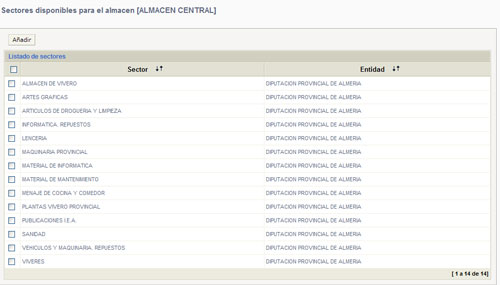 Sectores disponibles para el almacen [ALMACEN CENTRAL]
Añadir
Listado de sectores
Sector Entidad
ALMACEN DE VIVERO DIPUTACION PROVINCIAL DE ALMERIA
ARTES GRAFICAS DIPUTACION PROVINCIAL DE ALMERIA
ARTICULOS DE DROGUERIA Y LIMPIEZA DIPUTACION PROVINCIAL DE ALMERIA
INFORMATICA. REPUESTOS DIPUTACION PROVINCIAL DE ALMERIA
LENCERIA DIPUTACION PROVINCIAL DE ALMERIA
MAQUINARIA PROVINCIAL DIPUTACION PROVINCIAL DE ALMERIA
MATERIAL DE INFORMATICA DIPUTACION PROVINCIAL DE ALMERIA
MATERIAL DE MANTENIMIENTO DIPUTACION PROVINCIAL DE ALMERIA
MENAJE DE COCINA Y COMEDOR DIPUTACION PROVINCIAL DE ALMERIA
PLANTAS VIVERO PROVINCIAL DIPUTACION PROVINCIAL DE ALMERIA
PUBLICACIONES I.E.A. DIPUTACION PROVINCIAL DE ALMERIA
SANIDAD DIPUTACION PROVINCIAL DE ALMERIA
VEHICULOS Y MAQUINARIA. REPUESTOS DIPUTACION PROVINCIAL DE ALMERIA
VIVERES DIPUTACION PROVINCIAL DE ALMERIA
[ 1 a 14 de 14]